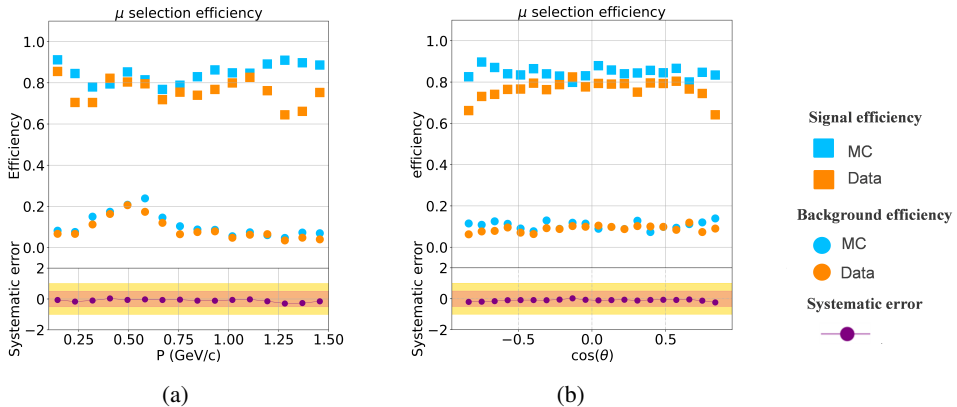 μ selection efficiency
1.0
0.8
0.6
0.4
0.2
0.0
2
0
−2
Efficiency
Systematic error
0.25 0.50 0.75 1.00 1.25 1.50
P (GeV/c)
(a)
μ selection efficiency
1.0
0.8
0.6
0.4
0.2
0.0
2
0
−2
efficiency
Systematic error
−0.5 0.0 0.5
cos(θ)
(b)
Signal efficiency
MC
Data
Background efficiency
MC
Data
Systematic error